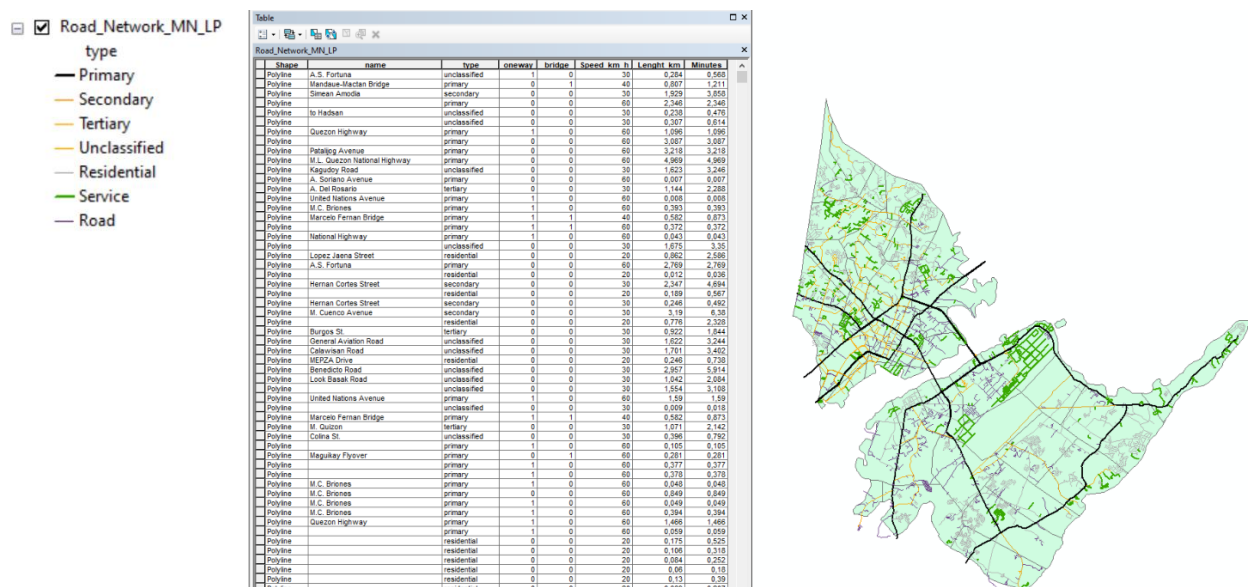 Road_Network_MN_LP
type
Primary
Secondary
Tertiary
Unclassified
Residential
Service
Road
Table
Road_Network_MN_LP
Shape name type oneway bridge Speed_km_h Lenght_km Minutes
Polyline A.S. Fortuna unclassified 1 0 30 0,284 0,568
Polyline Mandaue-Mactan Bridge primary 0 1 40 0,807 1,211
Polyline Simean Amodia secondary 0 0 30 1,929 3,858
Polyline primary 0 0 60 2,346 2,346
Polyline to Hadsan unclassified 0 0 30 0,238 0,476
Polyline unclassified 0 0 30 0,307 0,614
Polyline Quezon Highway primary 1 0 60 1,096 1,096
Polyline primary 0 0 60 3,087 3,087
Polyline Patalijog Avenue primary 0 0 60 3,218 3,218
Polyline M.L. Quezon National Highway primary 0 0 60 4,969 4,969
Polyline Kagudoy Road unclassified 0 0 30 1,623 3,246
Polyline A. Soriano Avenue primary 0 0 60 0,007 0,007
Polyline A. Del Rosario tertiary 0 0 30 1,144 2,288
Polyline United Nations Avenue primary 1 0 60 0,008 0,008
Polyline M.C. Briones primary 1 0 60 0,393 0,393
Polyline Marcelo Fernan Bridge primary 1 1 40 0,582 0,873
Polyline primary 1 1 60 0,372 0,372
Polyline National Highway primary 1 0 60 0,043 0,043
Polyline unclassified 0 0 30 1,675 3,35
Polyline Lopez Jaena Street residential 0 0 20 0,862 2,586
Polyline A.S. Fortuna primary 0 0 60 2,769 2,769
Polyline residential 0 0 20 0,012 0,036
Polyline Hernan Cortes Street secondary 0 0 30 2,347 4,694
Polyline residential 0 0 20 0,189 0,567
Polyline Hernan Cortes Street secondary 0 0 30 0,246 0,492
Polyline M. Cuenco Avenue secondary 0 0 30 3,19 6,38
Polyline residential 0 0 20 0,776 2,328
Polyline Burgos St. tertiary 0 0 30 0,922 1,844
Polyline General Aviation Road unclassified 0 0 30 1,622 3,244
Polyline Calawisan Road unclassified 0 0 30 1,701 3,402
Polyline MEPZA Drive residential 0 0 20 0,246 0,738
Polyline Benedicto Road unclassified 0 0 30 2,957 5,914
Polyline Look Basak Road unclassified 0 0 30 1,042 2,084
Polyline unclassified 0 0 30 1,554 3,108
Polyline United Nations Avenue primary 1 0 60 1,59 1,59
Polyline unclassified 0 0 30 0,009 0,018
Polyline Marcelo Fernan Bridge primary 1 1 40 0,582 0,873
Polyline M. Quizon tertiary 0 0 30 1,071 2,142
Polyline Colina St. unclassified 0 0 30 0,396 0,792
Polyline primary 1 0 60 0,105 0,105
Polyline Maguikay Flyover primary 0 1 60 0,281 0,281
Polyline primary 1 0 60 0,377 0,377
Polyline primary 1 0 60 0,378 0,378
Polyline M.C. Briones primary 1 0 60 0,048 0,048
Polyline M.C. Briones primary 0 0 60 0,849 0,849
Polyline M.C. Briones primary 1 0 60 0,049 0,049
Polyline M.C. Briones primary 1 0 60 0,394 0,394
Polyline Quezon Highway primary 1 0 60 1,466 1,466
Polyline primary 1 0 60 0,059 0,059
Polyline residential 0 0 20 0,175 0,525
Polyline residential 0 0 20 0,106 0,318
Polyline residential 0 0 20 0,084 0,252
Polyline residential 0 0 20 0,06 0,18
Polyline residential 0 0 20 0,13 0,39